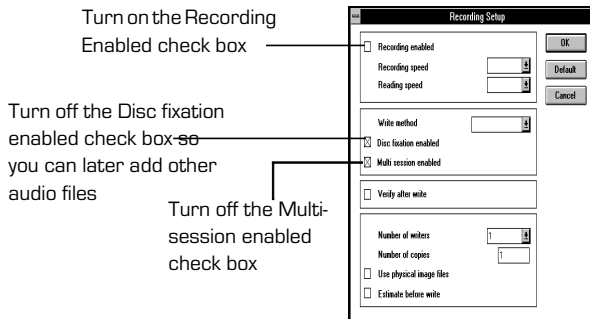 Turn on the Recording
Enabled check box
Turn off the Disc fixation
enabled check box so
you can later add other
audio files
Turn off the Multi-
session enabled
check box
Recording Setup
Recording enabled
Recording speed
Reading speed
OK
Default
Cancel
Write method
Disc fixation enabled
Multi session enabled
Verify after write
Number of writers 1
Number of copies 1
Use physical image files
Estimate before write